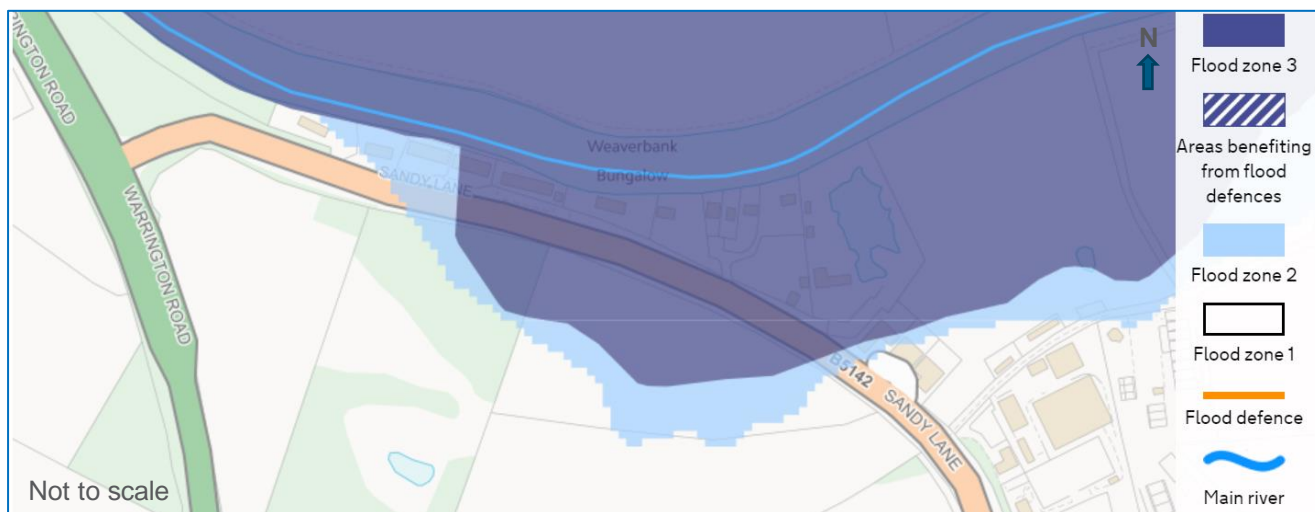 RINGTON ROAD
WARRINGTON ROAD
SANDY LANE
Weaverbank
Bungalow
B5142
SANDY LANE
Not to scale
N
Flood zone 3
Areas benefiting
from flood
defences
Flood zone 2
Flood zone 1
Flood defence
Main river